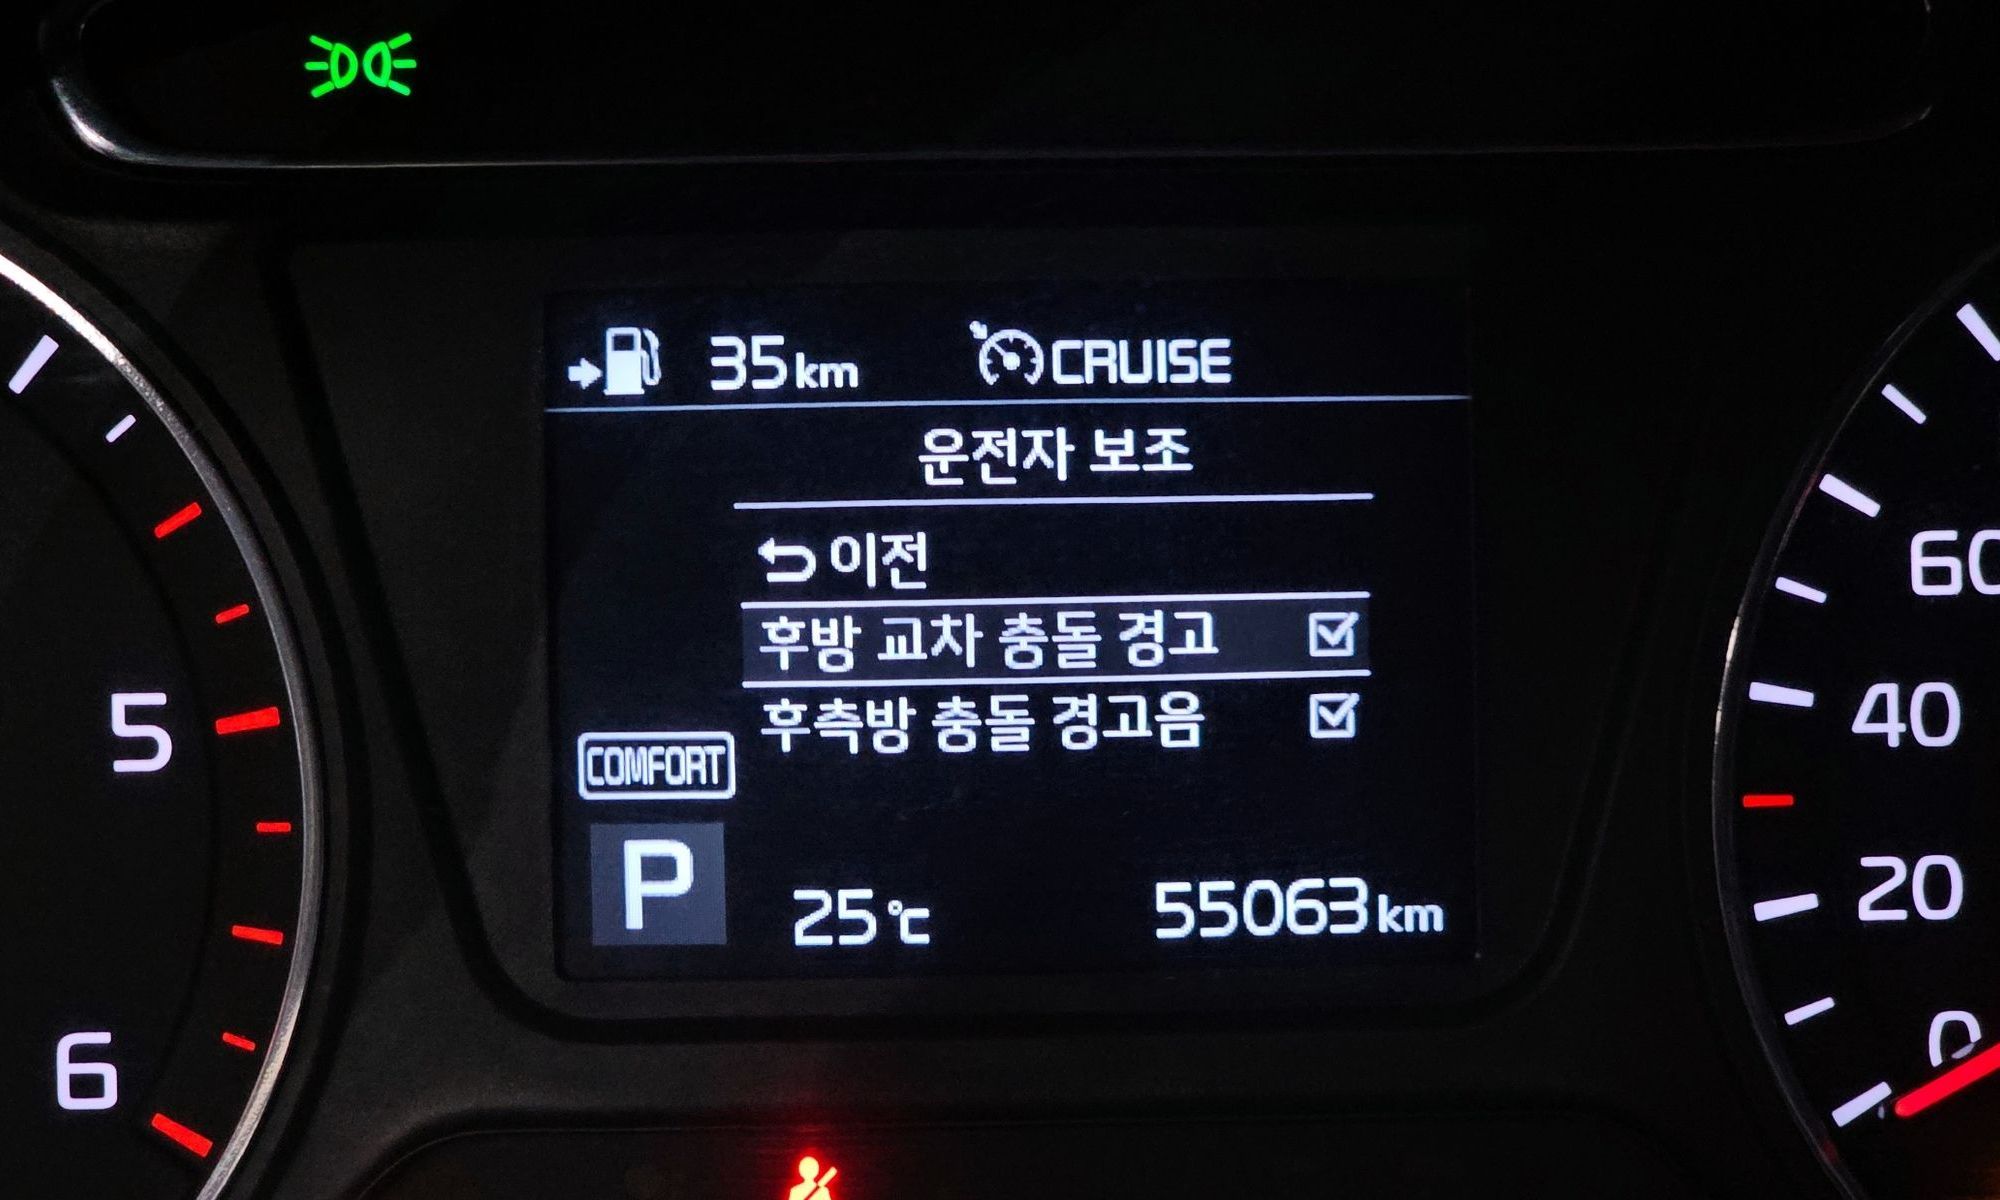 35km CRUISE
운전자 보조
이전
후방 교차 충돌 경고
후측방 충돌 경고음
COMFORT
P
25℃ 55063km
5
6
60
40
20
0